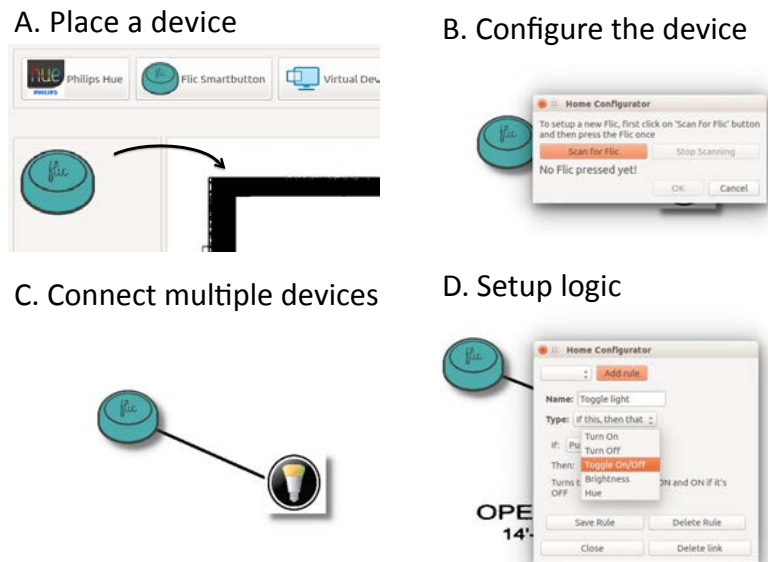 A. Place a device
hue
PHILIPS
Philips Hue
flic
Flic Smartbutton
Virtual Dev
flic
B. Configure the device
flic
Home Configurator
To setup a new Flic, first click on 'Scan for Flic' button
and then press the Flic once
Scan for Flic
Stop Scanning
No Flic pressed yet!
OK
Cancel
C. Connect multiple devices
flic
D. Setup logic
flic
Home Configurator
Add rule
Name: Toggle light
Type: If this, then that
If: Pu
Turn On
Turn Off
Then: Toggle On/Off
Brightness
Hue
Turns t
ON and ON if it's
OFF
OPE
14'-
Save Rule
Delete Rule
Close
Delete link